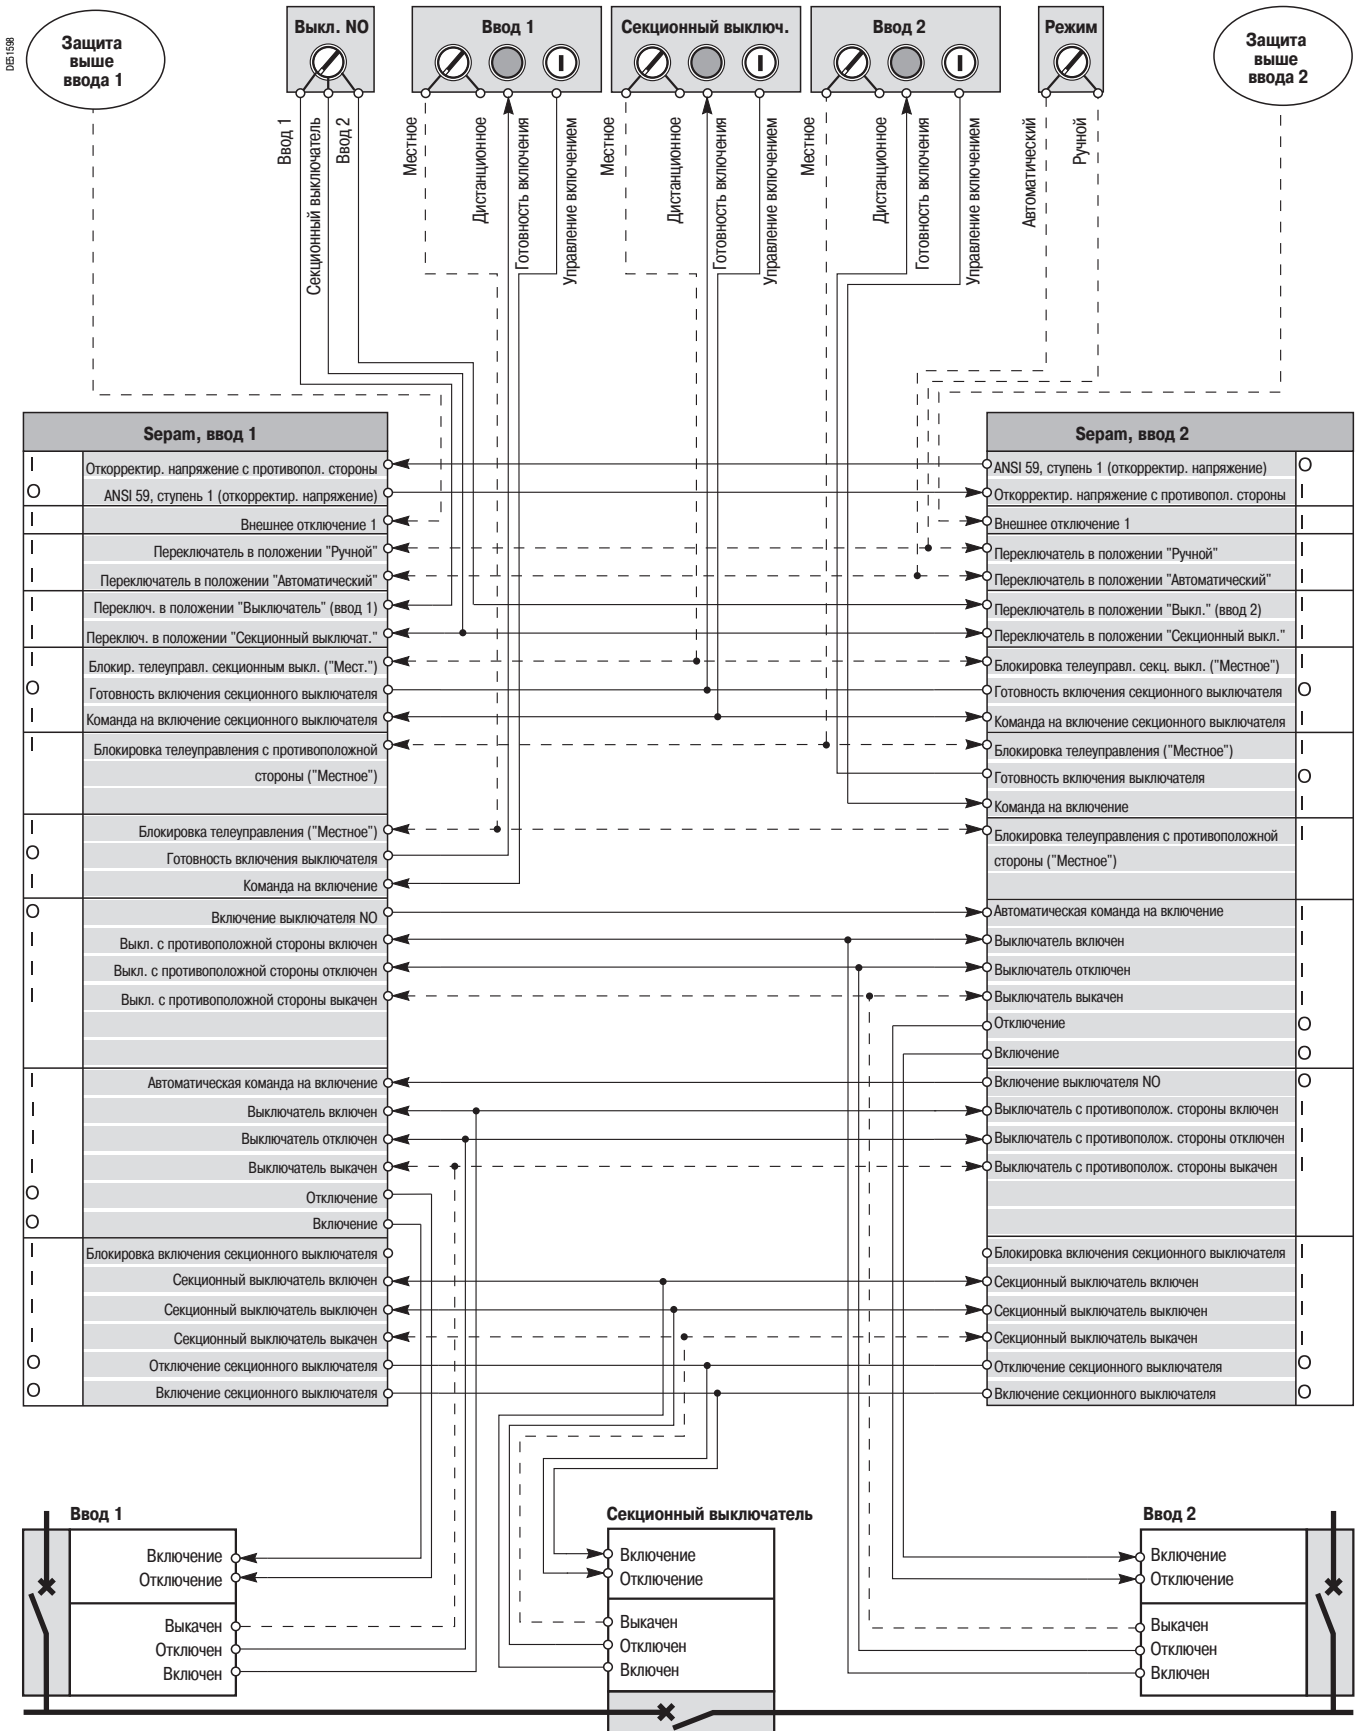 DE51598
Защита
выше
ввода 1
Выкл. NO
Ввод 1
Секционный выключ.
Ввод 2
Режим
Защита
выше
ввода 2
Ввод 1
Секционный выключатель
Ввод 2
Местное
Дистанционное
Готовность включения
Управление включением
Местное
Дистанционное
Готовность включения
Управление включением
Местное
Дистанционное
Готовность включения
Управление включением
Автоматический
Ручной
Sepam, ввод 1
I Откорректир. напряжение с противопол. стороны
O ANSI 59, ступень 1 (откорректир. напряжение)
I Внешнее отключение 1
I Переключатель в положении "Ручной"
I Переключатель в положении "Автоматический"
I Переключ. в положении "Выключатель" (ввод 1)
I Переключ. в положении "Секционный выключат."
I Блокир. телеуправл. секционным выкл. ("Мест.")
O Готовность включения секционного выключателя
I Команда на включение секционного выключателя
I Блокировка телеуправления с противоположной
стороны ("Местное")
I Блокировка телеуправления ("Местное")
O Готовность включения выключателя
I Команда на включение
O Включение выключателя NO
I Выкл. с противоположной стороны включен
I Выкл. с противоположной стороны отключен
I Выкл. с противоположной стороны выкачен
I Автоматическая команда на включение
I Выключатель включен
I Выключатель отключен
I Выключатель выкачен
O Отключение
O Включение
I Блокировка включения секционного выключателя
I Секционный выключатель включен
I Секционный выключатель выключен
I Секционный выключатель выкачен
O Отключение секционного выключателя
O Включение секционного выключателя
Sepam, ввод 2
ANSI 59, ступень 1 (откорректир. напряжение) O
Откорректир. напряжение с противопол. стороны I
Внешнее отключение 1 I
Переключатель в положении "Ручной" I
Переключатель в положении "Автоматический" I
Переключатель в положении "Выкл." (ввод 2) I
Переключатель в положении "Секционный выкл." I
Блокировка телеуправл. секц. выкл. ("Местное") I
Готовность включения секционного выключателя O
Команда на включение секционного выключателя I
Блокировка телеуправления ("Местное") I
Готовность включения выключателя O
Команда на включение I
Блокировка телеуправления с противоположной I
стороны ("Местное")
Автоматическая команда на включение I
Выключатель включен I
Выключатель отключен I
Выключатель выкачен I
Отключение O
Включение O
Включение выключателя NO O
Выключатель с противополож. стороны включен I
Выключатель с противополож. стороны отключен I
Выключатель с противополож. стороны выкачен I
Блокировка включения секционного выключателя I
Секционный выключатель включен I
Секционный выключатель выключен I
Секционный выключатель выкачен I
Отключение секционного выключателя O
Включение секционного выключателя O
Ввод 1
Включение
Отключение
Выкачен
Отключен
Включен
Секционный выключатель
Включение
Отключение
Выкачен
Отключен
Включен
Ввод 2
Включение
Отключение
Выкачен
Отключен
Включен